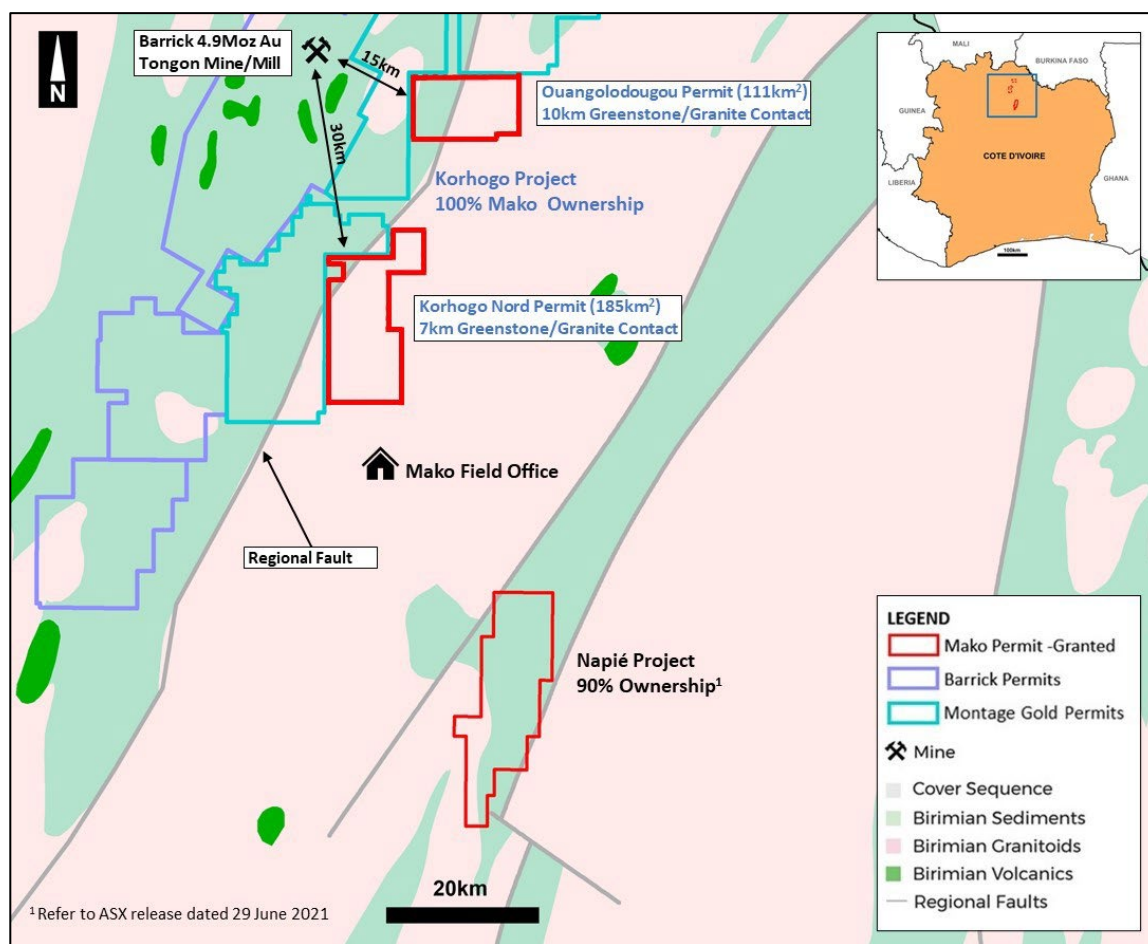 N
Barrick 4.9Moz Au
Tongon Mine/Mill
15km
30km
Ouangolodougou Permit (111km²)
10km Greenstone/Granite Contact
Korhogo Project
100% Mako Ownership
Korhogo Nord Permit (185km²)
7km Greenstone/Granite Contact
Mako Field Office
Regional Fault
Napié Project
90% Ownership¹
20km
¹ Refer to ASX release dated 29 June 2021
MALI
BURKINA FASO
GUINEA
COTE D'IVOIRE
LIBERIA
GHANA
100km
LEGEND
Mako Permit -Granted
Barrick Permits
Montage Gold Permits
Mine
Cover Sequence
Birimian Sediments
Birimian Granitoids
Birimian Volcanics
Regional Faults